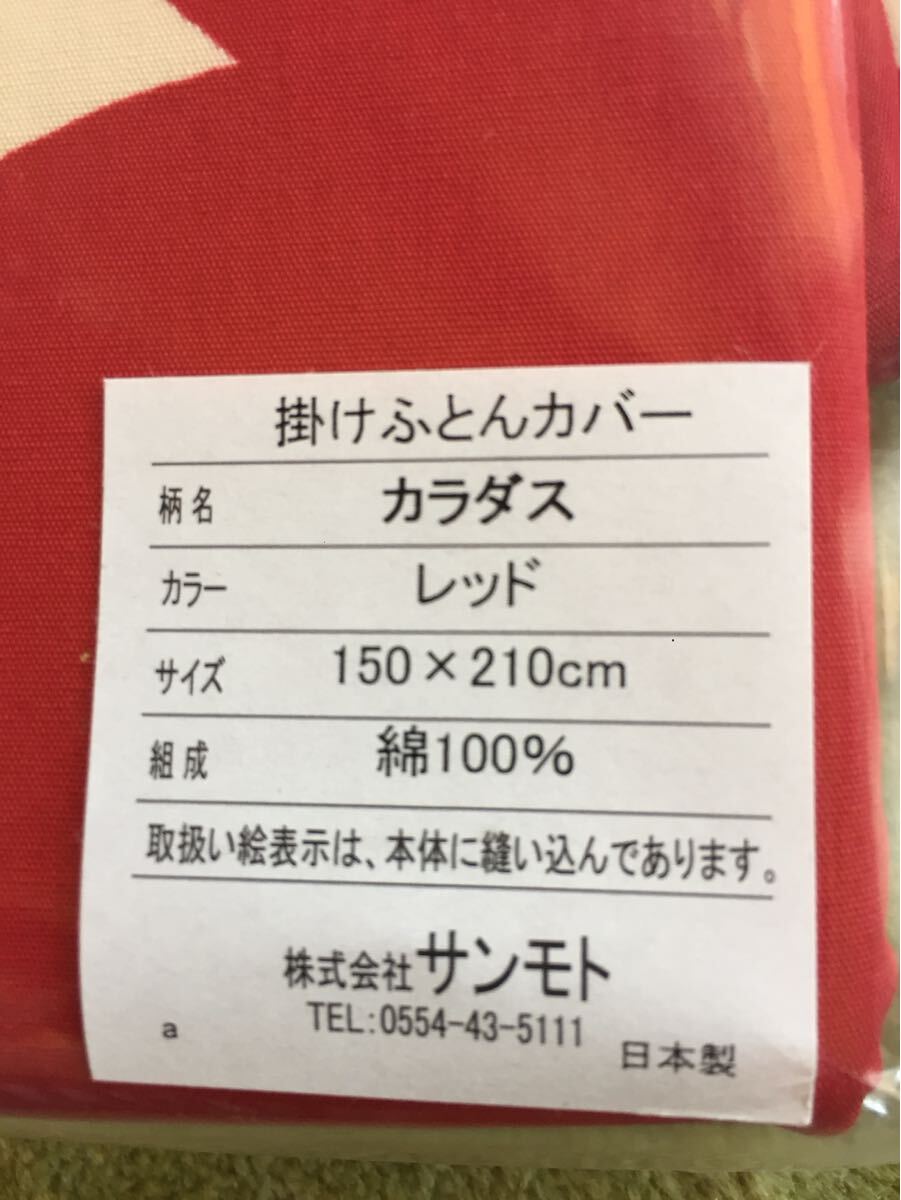 掛けふとんカバー
柄名 カラダス
カラー レッド
サイズ 150×210cm
組成 綿100%
取扱い絵表示は、本体に縫い込んであります。
株式会社サンモト
TEL:0554-43-5111
a 日本製